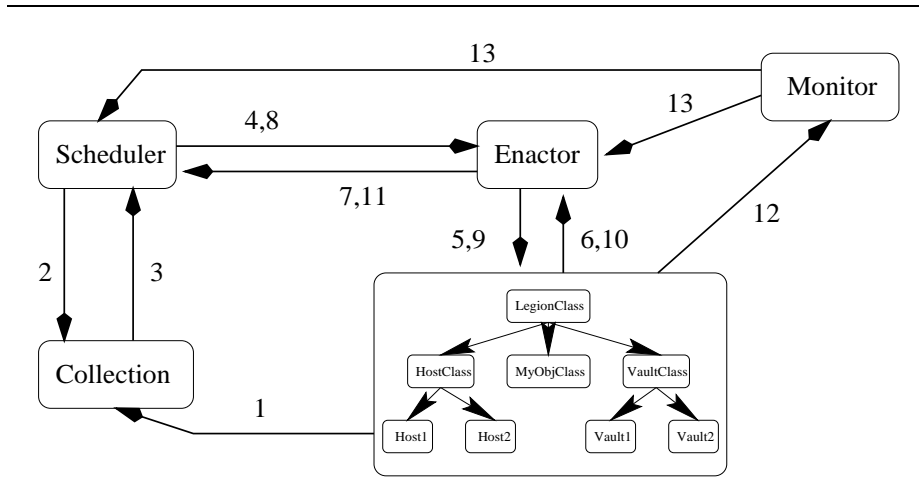 13
Monitor
4,8
13
Scheduler
Enactor
7,11
12
5,9
6,10
2
3
LegionClass
Collection
HostClass
MyObjClass
VaultClass
1
Host1
Host2
Vault1
Vault2